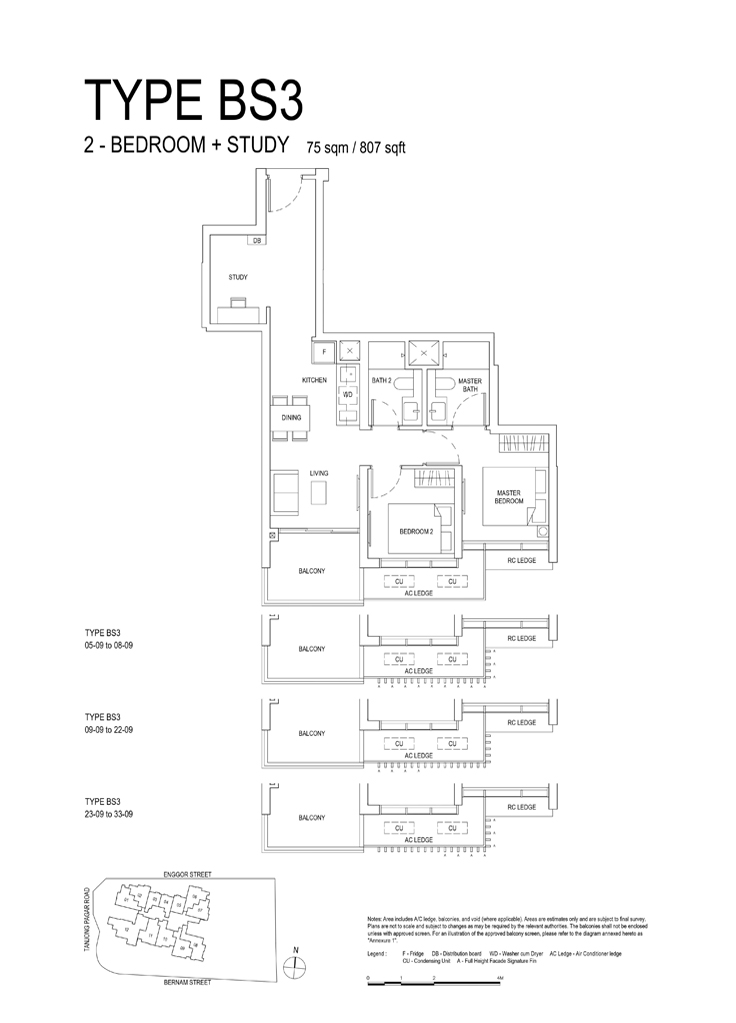 TYPE BS3
2 - BEDROOM + STUDY 75 sqm / 807 sqft
DB
STUDY
F
KITCHEN
BATH 2
MASTER
BATH
WD
DINING
LIVING
MASTER
BEDROOM
BEDROOM 2
RC LEDGE
BALCONY
CU CU
AC LEDGE
TYPE BS3
05-09 to 08-09
BALCONY
RC LEDGE
CU CU
AC LEDGE
TYPE BS3
09-09 to 22-09
BALCONY
RC LEDGE
CU CU
AC LEDGE
TYPE BS3
23-09 to 33-09
BALCONY
RC LEDGE
CU CU
AC LEDGE
ENGGOR STREET
TANJONG PAGAR ROAD
BERNAM STREET
N
Notes: Area includes A/C ledge, balconies, and void (where applicable). Areas are estimates only and are subject to final survey.
Plans are not to scale and subject to changes as may be required by the relevant authorities. The balconies shall not be enclosed
unless with approved screen. For an illustration of the approved balcony screen, please refer to the diagram annexed hereto as
"Annexure 1".
Legend : F - Fridge DB - Distribution board WD - Washer cum Dryer AC Ledge - Air Conditioner ledge
CU - Condensing Unit A - Full Height Facade Signature Fin
0 1 2 4M